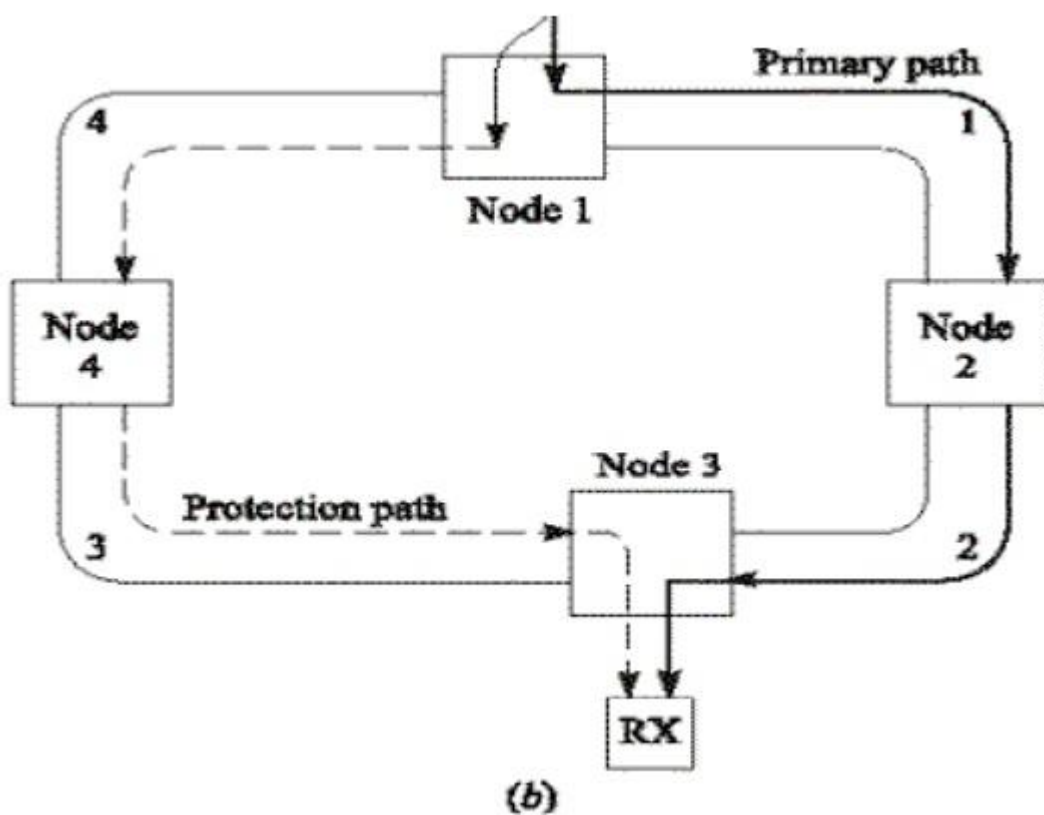 Primary path
4
1
Node 1
Node
4
Node
2
Node 3
Protection path
3
2
RX
(b)